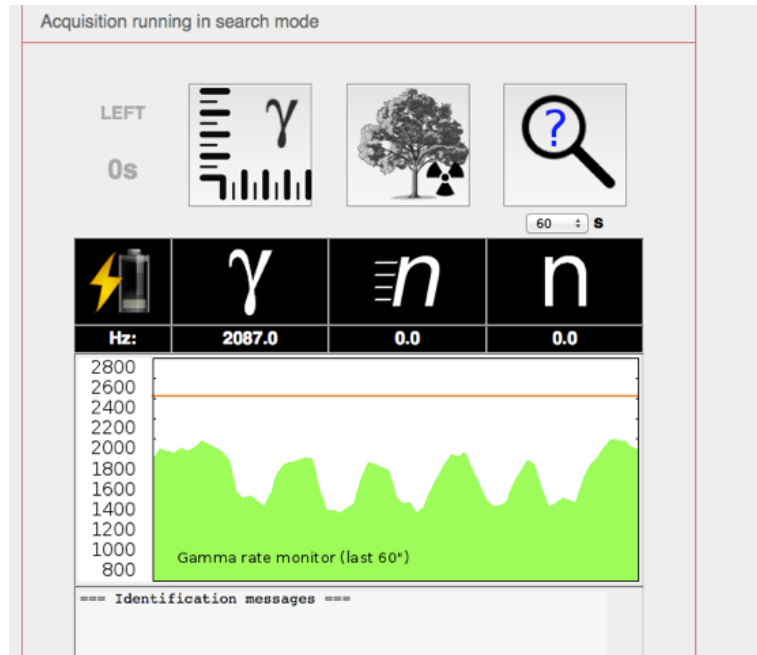 Acquisition running in search mode
LEFT
γ
?
0s
60 s
γ n n
Hz: 2087.0 0.0 0.0
2800
2600
2400
2200
2000
1800
1600
1400
1200
1000
800
Gamma rate monitor (last 60")
=== Identification messages ===